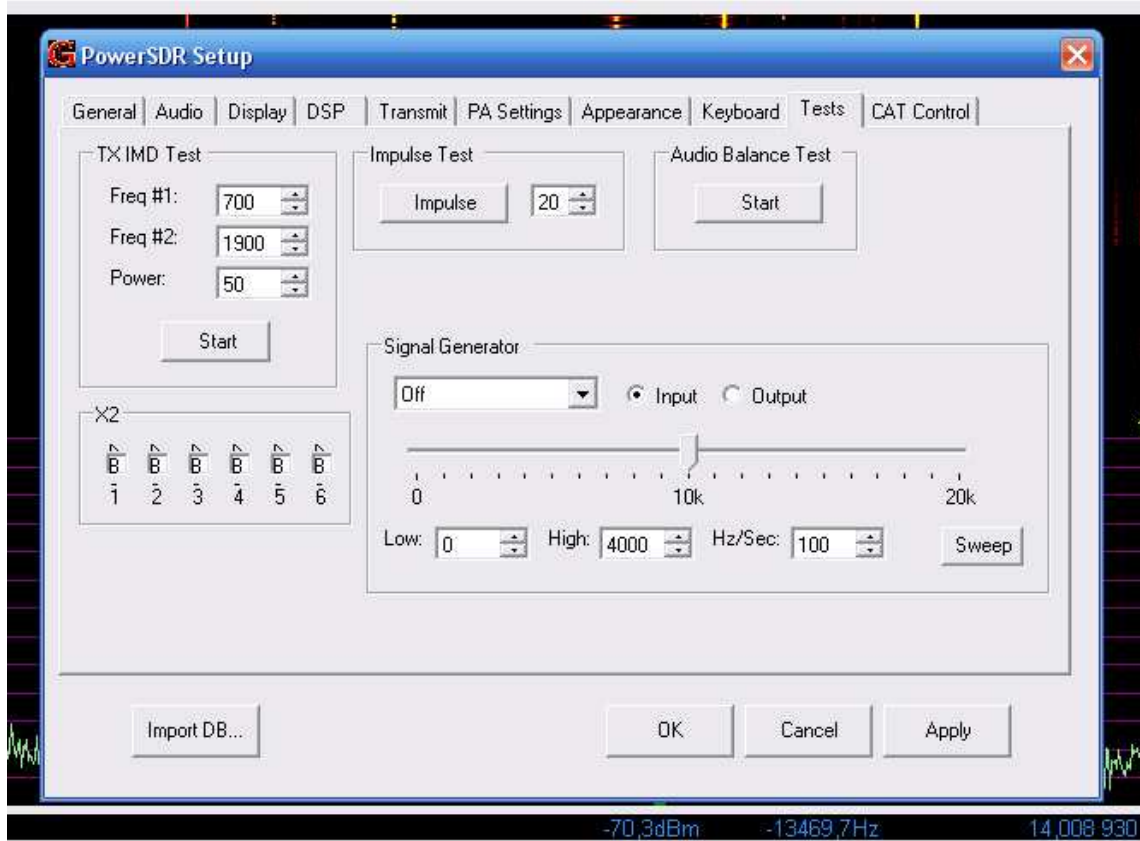 PowerSDR Setup
General Audio Display DSP Transmit PA Settings Appearance Keyboard Tests CAT Control
TX IMD Test
Freq #1: 700
Freq #2: 1900
Power: 50
Start
Impulse Test
Impulse 20
Audio Balance Test
Start
X2
1 2 3 4 5 6
Signal Generator
Off Input Output
0 10k 20k
Low: 0 High: 4000 Hz/Sec: 100 Sweep
Import DB... OK Cancel Apply
-70,3dBm -13469,7Hz 14,008 930